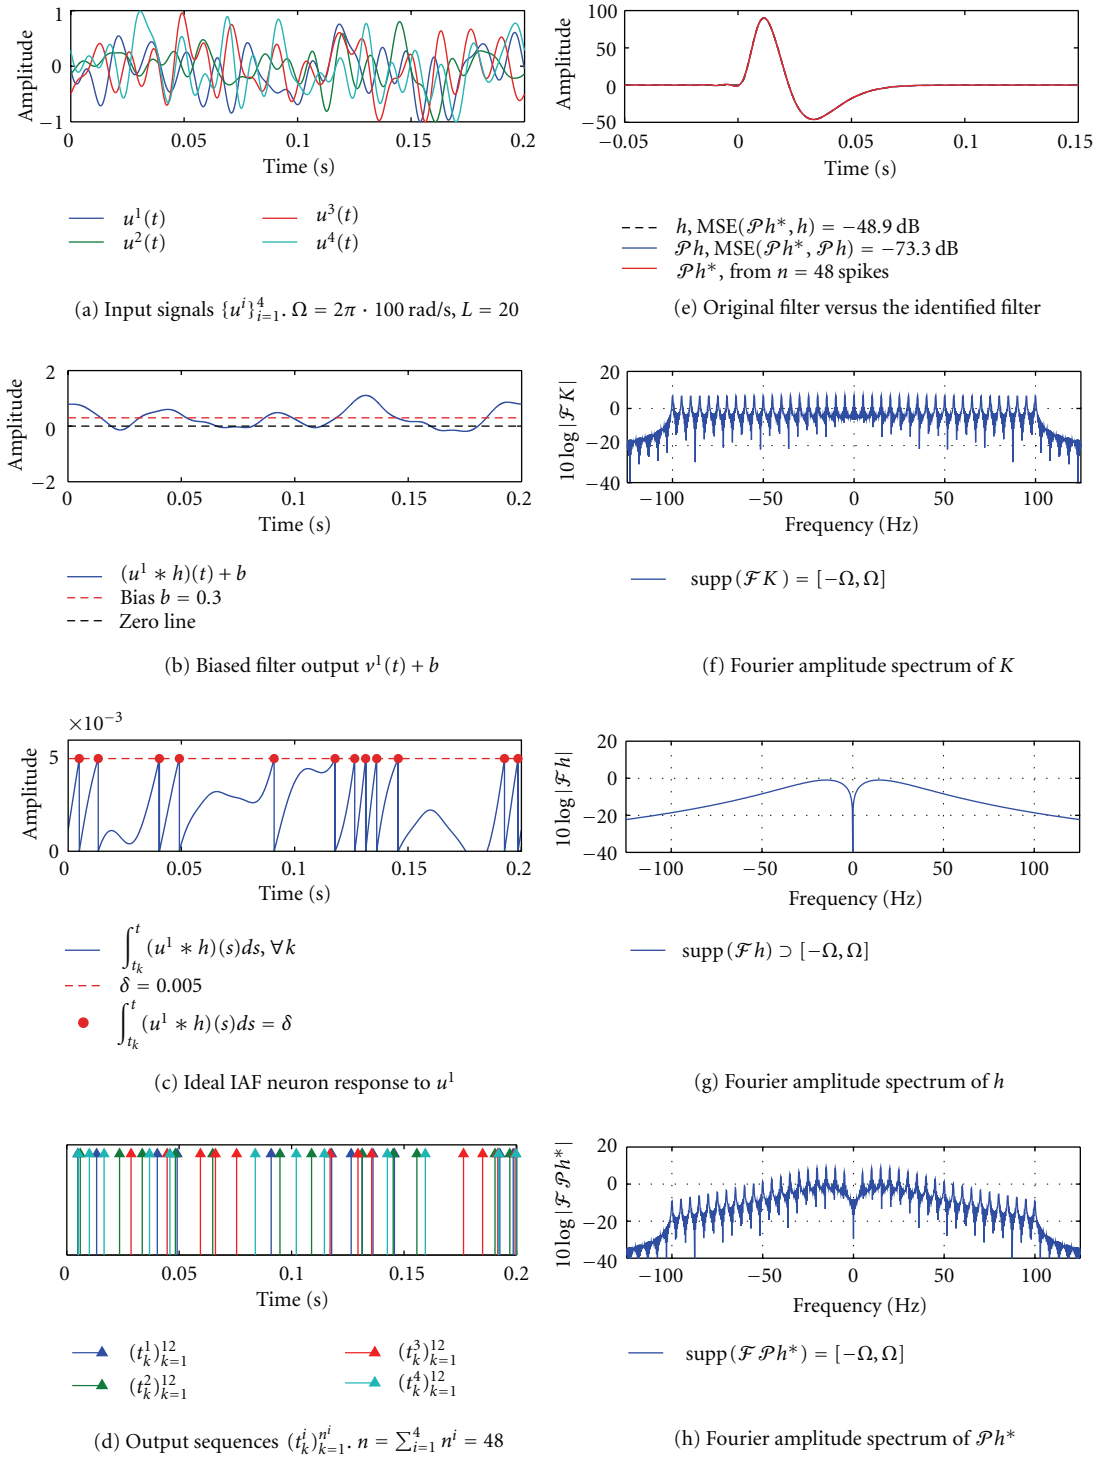 1
0
−1
Amplitude
0
0.05
0.1
0.15
0.2
Time (s)
u¹(t)
u²(t)
u³(t)
u⁴(t)
(a) Input signals {uⁱ}⁴ᵢ₌₁. Ω = 2π · 100 rad/s, L = 20
2
0
−2
Amplitude
0
0.05
0.1
0.15
0.2
Time (s)
(u¹ ∗ h)(t) + b
Bias b = 0.3
Zero line
(b) Biased filter output v¹(t) + b
×10⁻³
5
0
Amplitude
0
0.05
0.1
0.15
0.2
Time (s)
∫ₜₖᵗ (u¹ ∗ h)(s)ds, ∀k
δ = 0.005
∫ₜₖᵗ (u¹ ∗ h)(s)ds = δ
(c) Ideal IAF neuron response to u¹
0
0.05
0.1
0.15
0.2
Time (s)
(t¹ₖ)¹²ₖ₌₁
(t²ₖ)¹²ₖ₌₁
(t³ₖ)¹²ₖ₌₁
(t⁴ₖ)¹²ₖ₌₁
(d) Output sequences (tⁱₖ)ⁿⁱₖ₌₁. n = ∑⁴ᵢ₌₁ nⁱ = 48
100
50
0
−50
Amplitude
−0.05
0
0.05
0.1
0.15
Time (s)
h, MSE(𝒫h*, h) = −48.9 dB
𝒫h, MSE(𝒫h*, 𝒫h) = −73.3 dB
𝒫h*, from n = 48 spikes
(e) Original filter versus the identified filter
20
0
−20
−40
10 log |ℱK|
−100
−50
0
50
100
Frequency (Hz)
supp(ℱK) = [−Ω, Ω]
(f) Fourier amplitude spectrum of K
20
0
−20
−40
10 log |ℱh|
−100
−50
0
50
100
Frequency (Hz)
supp(ℱh) ⊃ [−Ω, Ω]
(g) Fourier amplitude spectrum of h
20
0
−20
−40
10 log |ℱ𝒫h*|
−100
−50
0
50
100
Frequency (Hz)
supp(ℱ𝒫h*) = [−Ω, Ω]
(h) Fourier amplitude spectrum of 𝒫h*